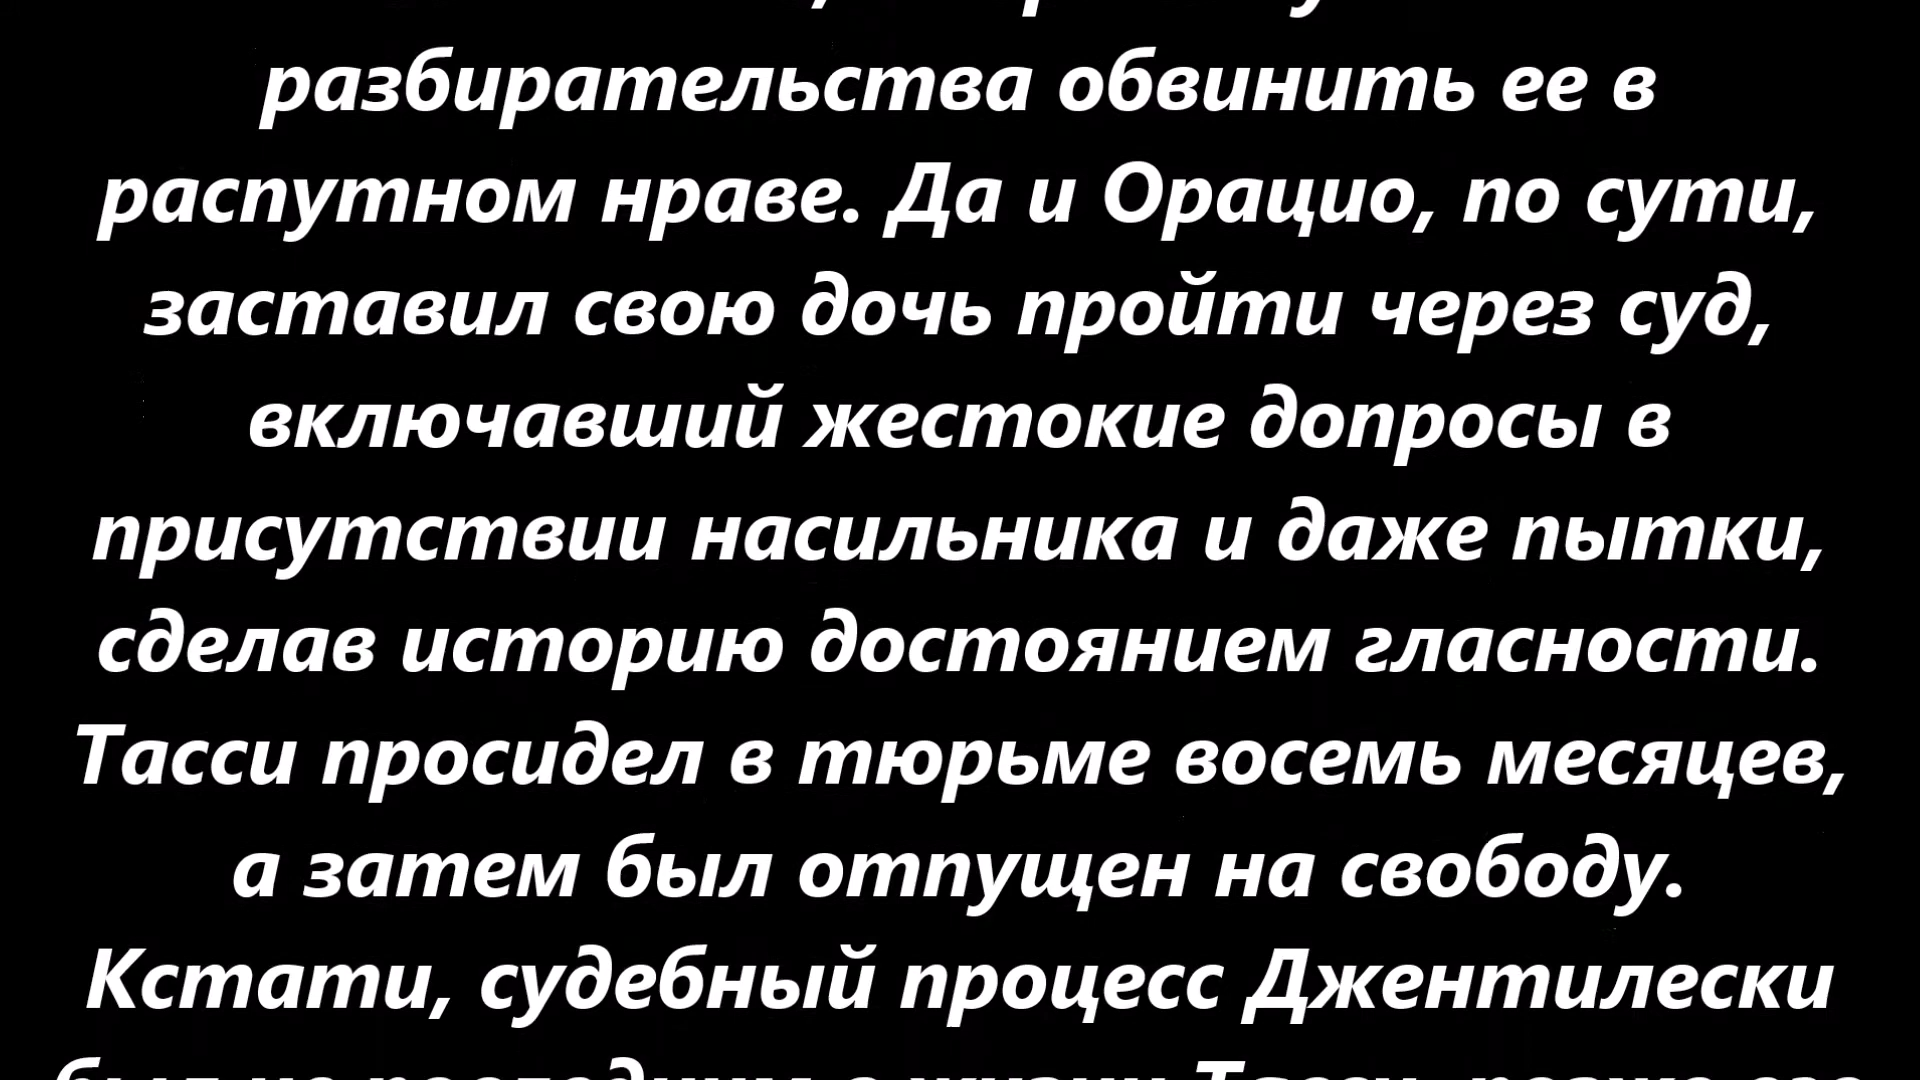 разбирательства обвинить ее в
распутном нраве. Да и Орацио, по сути,
заставил свою дочь пройти через суд,
включавший жестокие допросы в
присутствии насильника и даже пытки,
сделав историю достоянием гласности.
Тасси просидел в тюрьме восемь месяцев,
а затем был отпущен на свободу.
Кстати, судебный процесс Джентилески